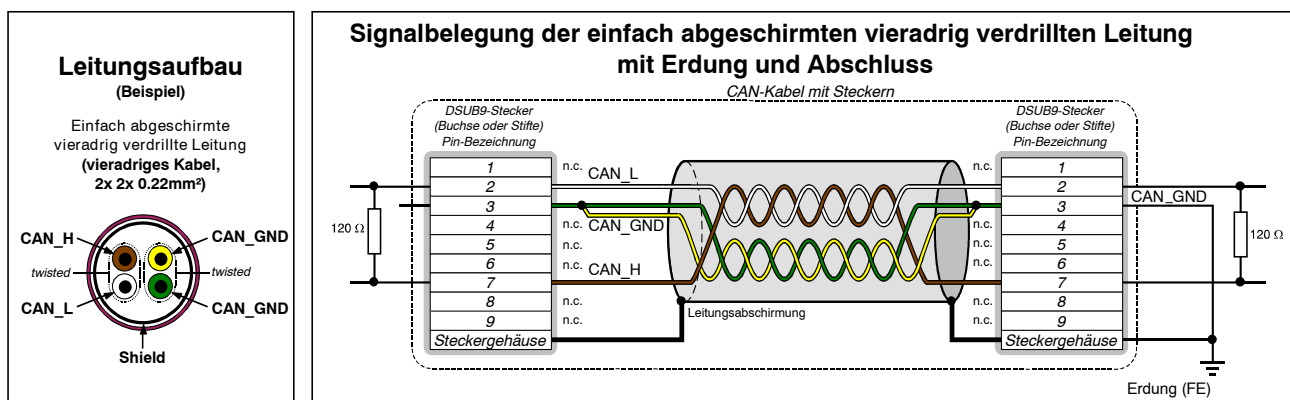 Leitungsaufbau
(Beispiel)
Einfach abgeschirmte
vieradrig verdrillte Leitung
(vieradriges Kabel,
2x 2x 0.22mm²)
CAN_H
CAN_GND
twisted
twisted
CAN_L
CAN_GND
Shield
Signalbelegung der einfach abgeschirmten vieradrig verdrillten Leitung
mit Erdung und Abschluss
CAN-Kabel mit Steckern
DSUB9-Stecker
(Buchse oder Stifte)
Pin-Bezeichnung
1
2
3
4
5
6
7
8
9
Steckergehäuse
120 Ω
n.c.
CAN_L
n.c.
CAN_GND
n.c.
n.c.
CAN_H
n.c.
n.c.
Leitungsabschirmung
DSUB9-Stecker
(Buchse oder Stifte)
Pin-Bezeichnung
n.c.
n.c.
n.c.
n.c.
n.c.
n.c.
1
2
3
4
5
6
7
8
9
Steckergehäuse
CAN_GND
120 Ω
Erdung (FE)